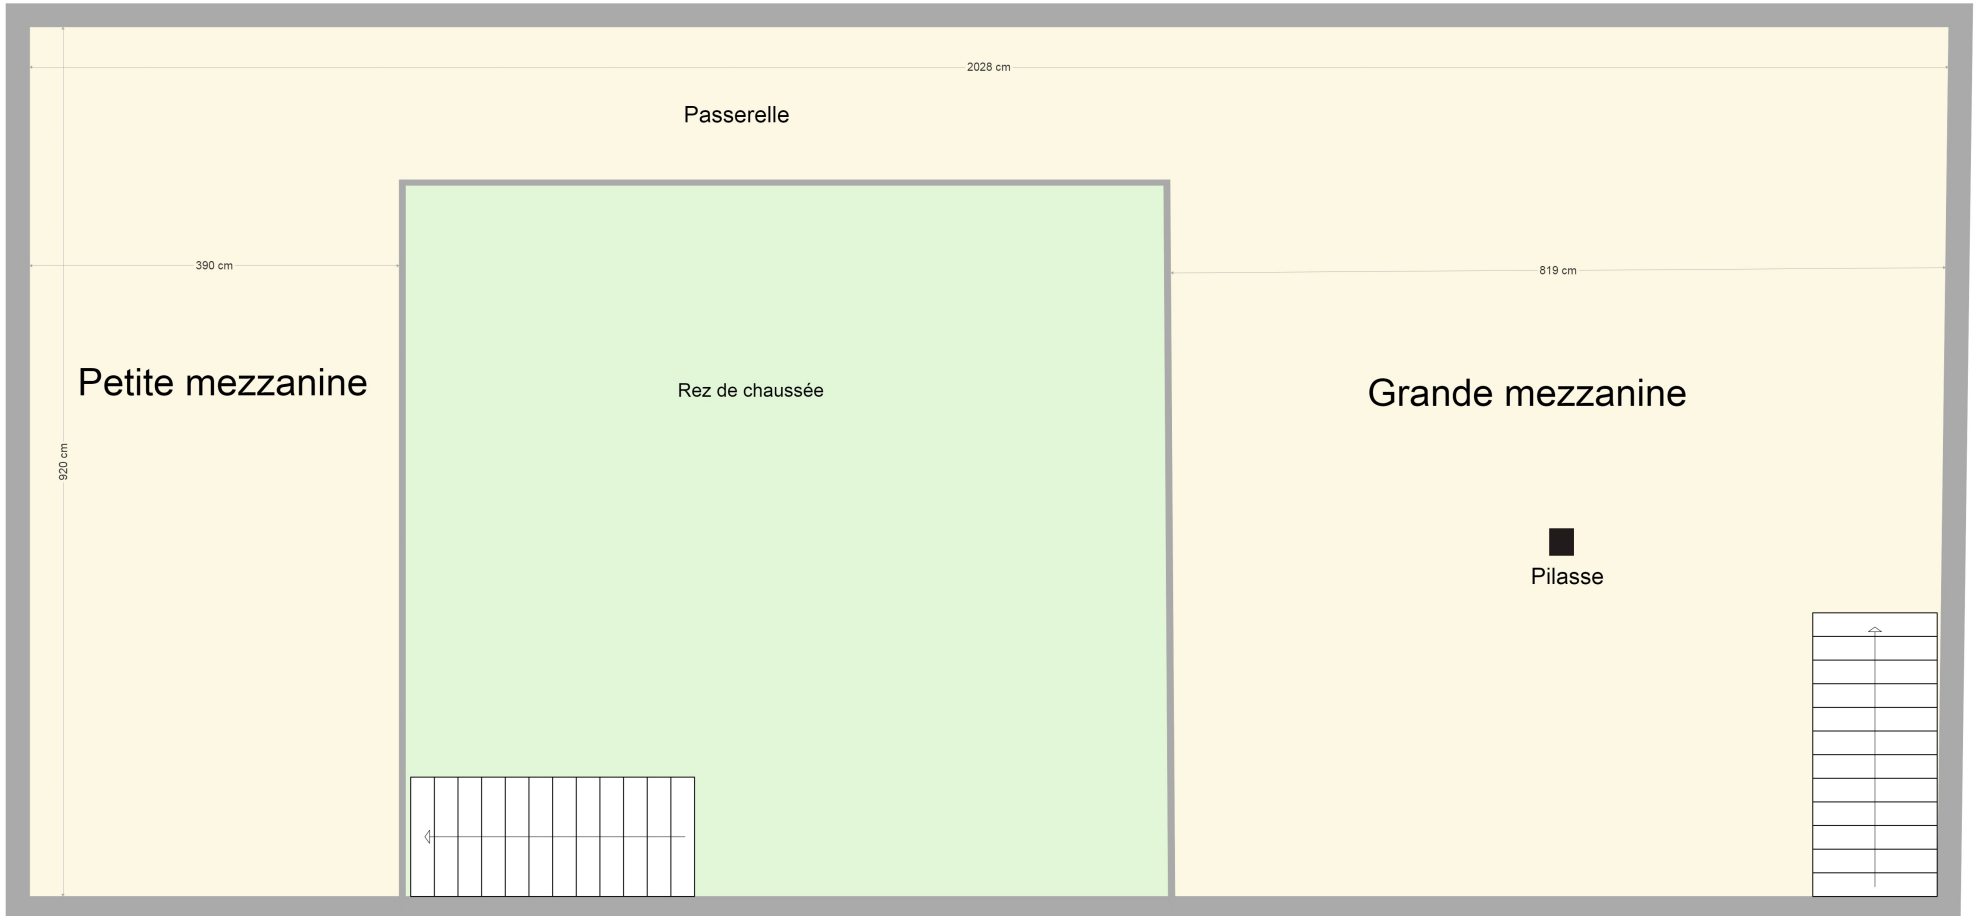 2028 cm
Passerelle
390 cm
819 cm
Petite mezzanine
Rez de chaussée
Grande mezzanine
920 cm
Pilasse